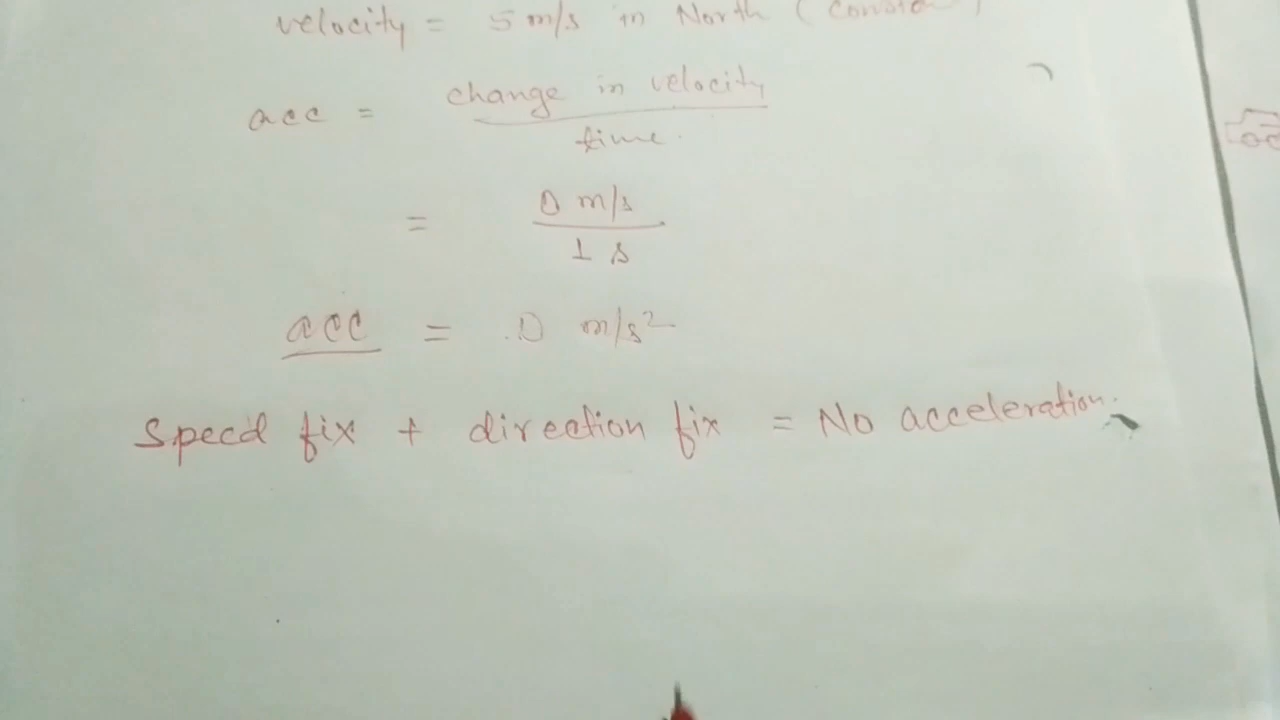 velocity = 5 m/s in North (
acc = change in velocity
time.
= 0 m/s
1 s
acc = 0 m/s²
Speed fix + direction fix = No acceleration.